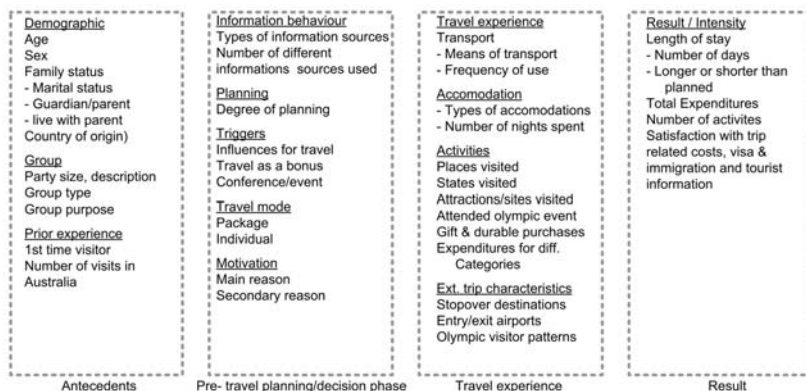 Demographic
Age
Sex
Family status
- Marital status
- Guardian/parent
- live with parent
Country of origin)
Group
Party size, description
Group type
Group purpose
Prior experience
1st time visitor
Number of visits in
Australia
Antecedents
Information behaviour
Types of information sources
Number of different
informations sources used
Planning
Degree of planning
Triggers
Influences for travel
Travel as a bonus
Conference/event
Travel mode
Package
Individual
Motivation
Main reason
Secondary reason
Pre- travel planning/decision phase
Travel experience
Transport
- Means of transport
- Frequency of use
Accomodation
- Types of accomodations
- Number of nights spent
Activities
Places visited
States visited
Attractions/sites visited
Attended olympic event
Gift & durable purchases
Expenditures for diff.
Categories
Ext. trip characteristics
Stopover destinations
Entry/exit airports
Olympic visitor patterns
Travel experience
Result / Intensity
Length of stay
- Number of days
- Longer or shorter than
planned
Total Expenditures
Number of activites
Satisfaction with trip
related costs, visa &
immigration and tourist
information
Result